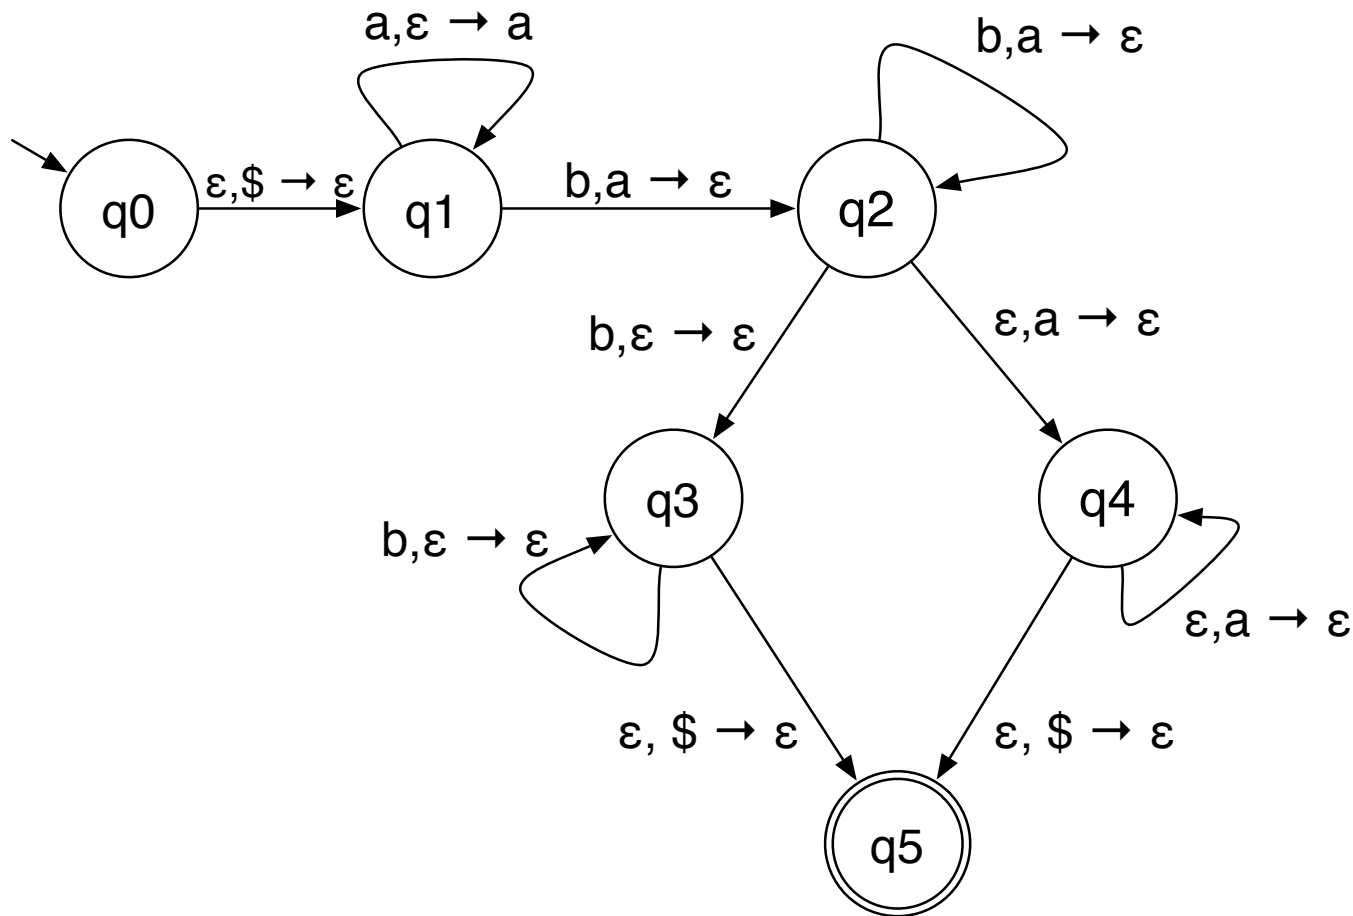 a,ε → a
b,a → ε
ε,$ → ε
b,a → ε
q0
q1
q2
b,ε → ε
ε,a → ε
q3
q4
b,ε → ε
ε,a → ε
ε, $ → ε
ε, $ → ε
q5